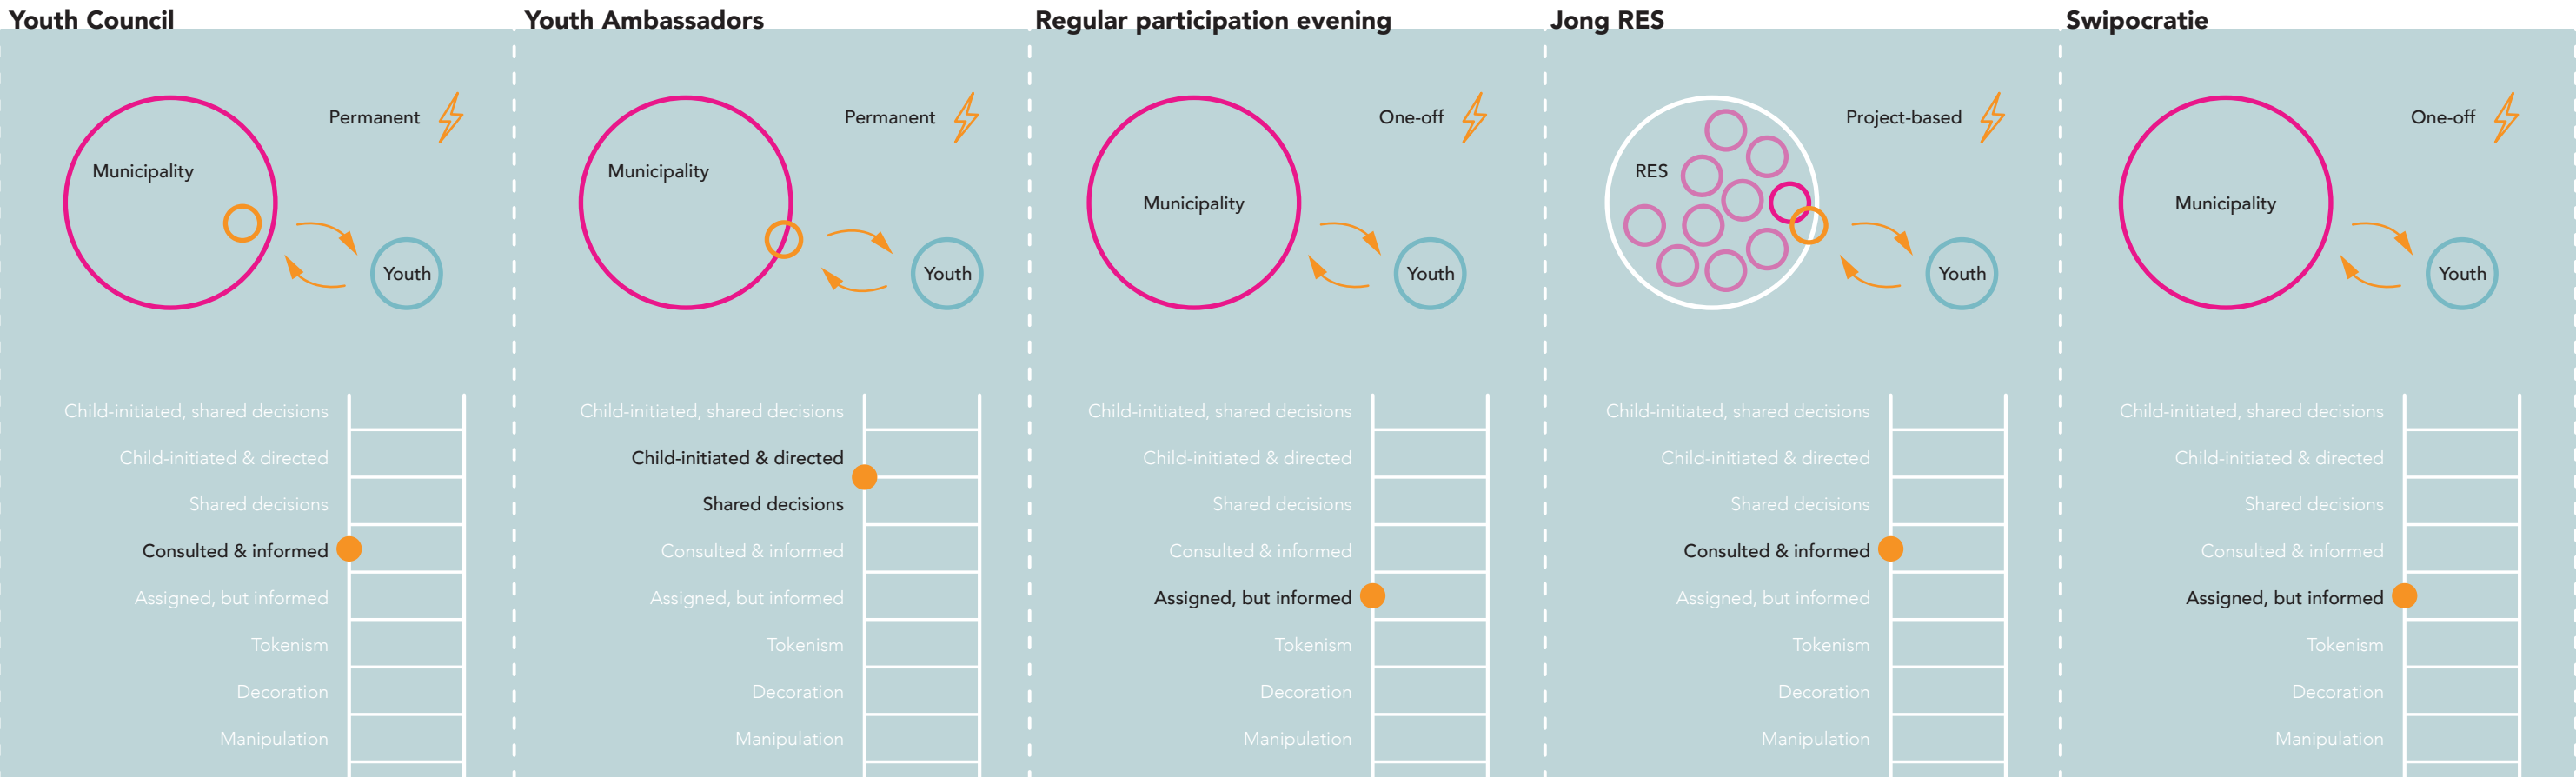 Youth Council
Permanent
Municipality
Youth
Child-initiated, shared decisions
Child-initiated & directed
Shared decisions
Consulted & informed
Assigned, but informed
Tokenism
Decoration
Manipulation
Youth Ambassadors
Permanent
Municipality
Youth
Child-initiated, shared decisions
Child-initiated & directed
Shared decisions
Consulted & informed
Assigned, but informed
Tokenism
Decoration
Manipulation
Regular participation evening
One-off
Municipality
Youth
Child-initiated, shared decisions
Child-initiated & directed
Shared decisions
Consulted & informed
Assigned, but informed
Tokenism
Decoration
Manipulation
Jong RES
Project-based
RES
Youth
Child-initiated, shared decisions
Child-initiated & directed
Shared decisions
Consulted & informed
Assigned, but informed
Tokenism
Decoration
Manipulation
Swipocratie
One-off
Municipality
Youth
Child-initiated, shared decisions
Child-initiated & directed
Shared decisions
Consulted & informed
Assigned, but informed
Tokenism
Decoration
Manipulation